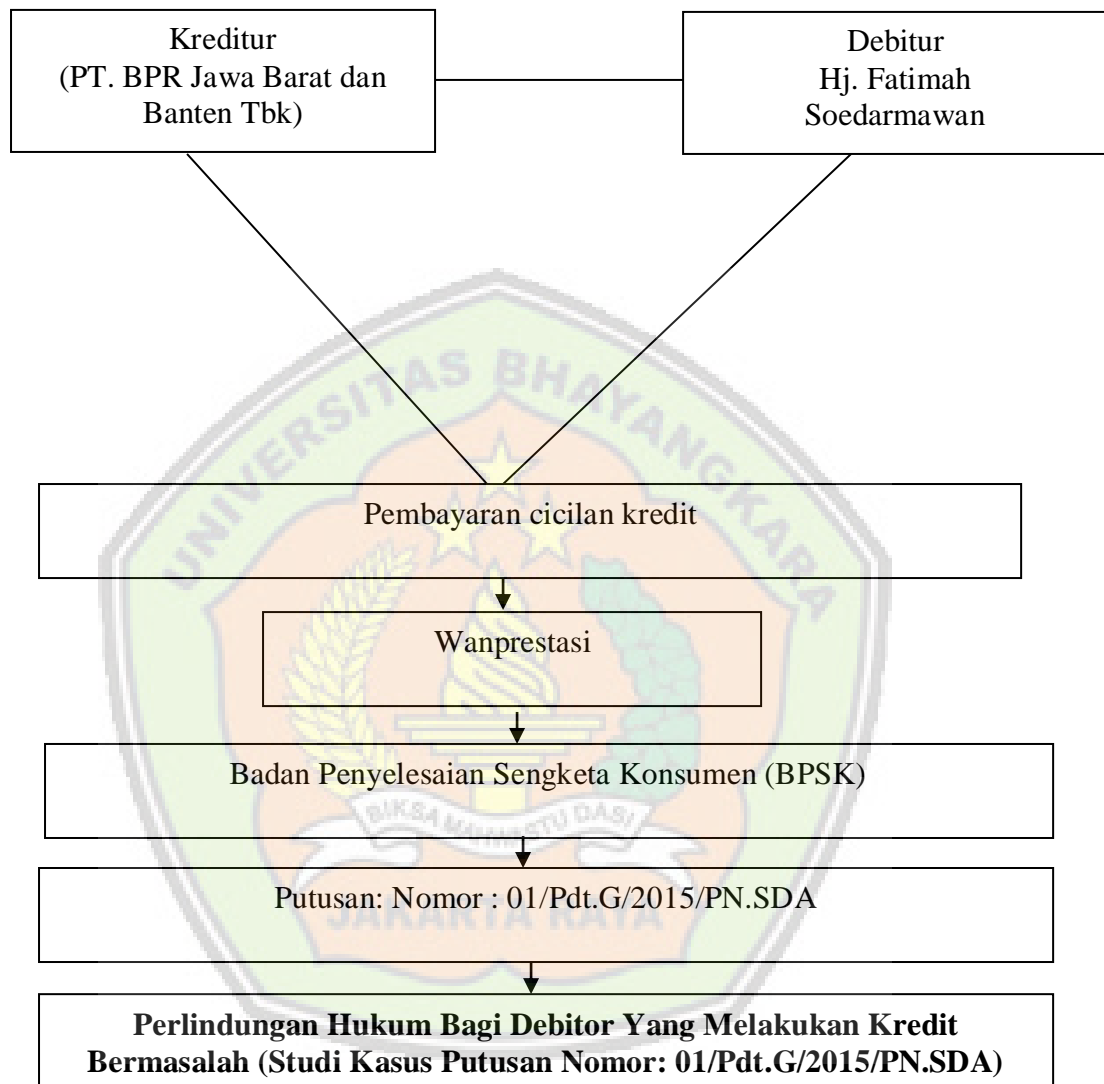 Kreditur
(PT. BPR Jawa Barat dan
Banten Tbk)
Debitur
Hj. Fatimah
Soedarmawan
UNIVERSITAS BHAYANGKARA
Pembayaran cicilan kredit
Wanprestasi
Badan Penyelesaian Sengketa Konsumen (BPSK)
Putusan: Nomor : 01/Pdt.G/2015/PN.SDA
JAKARTA RAYA
Perlindungan Hukum Bagi Debitor Yang Melakukan Kredit
Bermasalah (Studi Kasus Putusan Nomor: 01/Pdt.G/2015/PN.SDA)